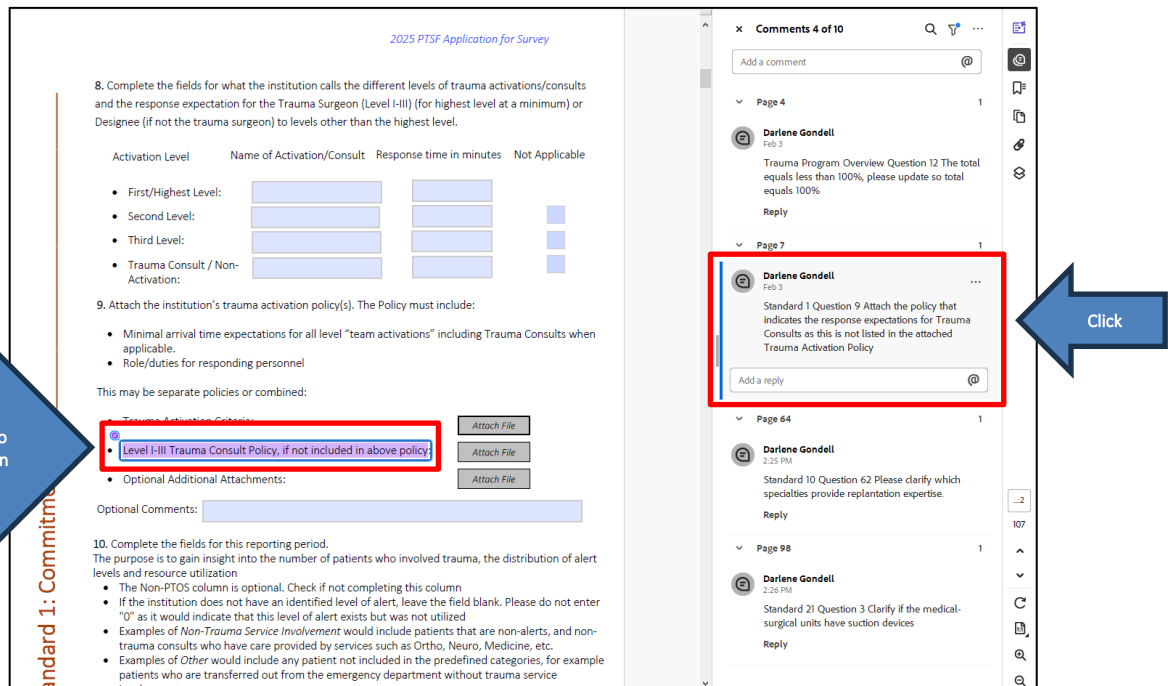 2025 PTSF Application for Survey
8. Complete the fields for what the institution calls the different levels of trauma activations/consults
and the response expectation for the Trauma Surgeon (Level I-III) (for highest level at a minimum) or
Designee (if not the trauma surgeon) to levels other than the highest level.
Activation Level Name of Activation/Consult Response time in minutes Not Applicable
• First/Highest Level:
• Second Level:
• Third Level:
• Trauma Consult / Non-
Activation:
9. Attach the institution's trauma activation policy(s). The Policy must include:
• Minimal arrival time expectations for all level "team activations" including Trauma Consults when
applicable.
• Role/duties for responding personnel
This may be separate policies or combined:
• Trauma Activation Criteria: Attach File
• Level I-III Trauma Consult Policy, if not included in above policy: Attach File
• Optional Additional Attachments: Attach File
Optional Comments:
10. Complete the fields for this reporting period.
The purpose is to gain insight into the number of patients who involved trauma, the distribution of alert
levels and resource utilization
• The Non-PTOS column is optional. Check if not completing this column
• If the institution does not have an identified level of alert, leave the field blank. Please do not enter
"0" as it would indicate that this level of alert exists but was not utilized
• Examples of Non-Trauma Service Involvement would include patients that are non-alerts, and non-
trauma consults who have care provided by services such as Ortho, Neuro, Medicine, etc.
• Examples of Other would include any patient not included in the predefined categories, for example
patients who are transferred out from the emergency department without trauma service
Comments 4 of 10
Add a comment @
Page 4 1
Darlene Gondell
Feb 3
Trauma Program Overview Question 12 The total
equals less than 100%, please update so total
equals 100%
Reply
Page 7 1
Darlene Gondell
Feb 3
Standard 1 Question 9 Attach the policy that
indicates the response expectations for Trauma
Consults as this is not listed in the attached
Trauma Activation Policy
Add a reply @
Page 64 1
Darlene Gondell
2:25 PM
Standard 10 Question 62 Please clarify which
specialties provide replantation expertise.
Reply
Page 98 1
Darlene Gondell
2:26 PM
Standard 21 Question 3 Clarify if the medical-
surgical units have suction devices
Reply
...2
107
Click